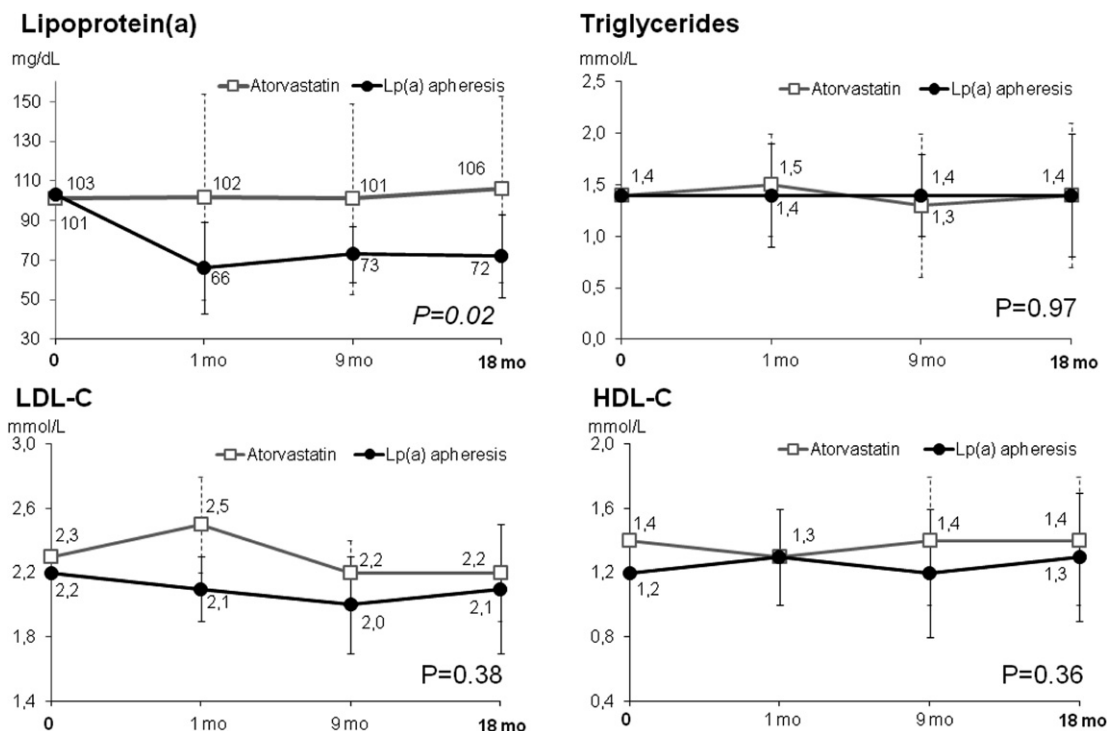 Lipoprotein(a)
mg/dL
Atorvastatin Lp(a) apheresis
150
130
110
90
70
50
30
103
101
102
101
106
66
73
72
P=0.02
0 1 mo 9 mo 18 mo
Triglycerides
mmol/L
Atorvastatin Lp(a) apheresis
2,5
2,0
1,5
1,0
0,5
0,0
1,4
1,5
1,4
1,4
1,3
1,4
P=0.97
0 1 mo 9 mo 18 mo
LDL-C
mmol/L
Atorvastatin Lp(a) apheresis
3,0
2,6
2,2
1,8
1,4
2,3
2,2
2,5
2,1
2,2
2,0
2,2
2,1
P=0.38
0 1 mo 9 mo 18 mo
HDL-C
mmol/L
Atorvastatin Lp(a) apheresis
2,0
1,6
1,2
0,8
0,4
1,4
1,2
1,3
1,4
1,4
1,3
P=0.36
0 1 mo 9 mo 18 mo